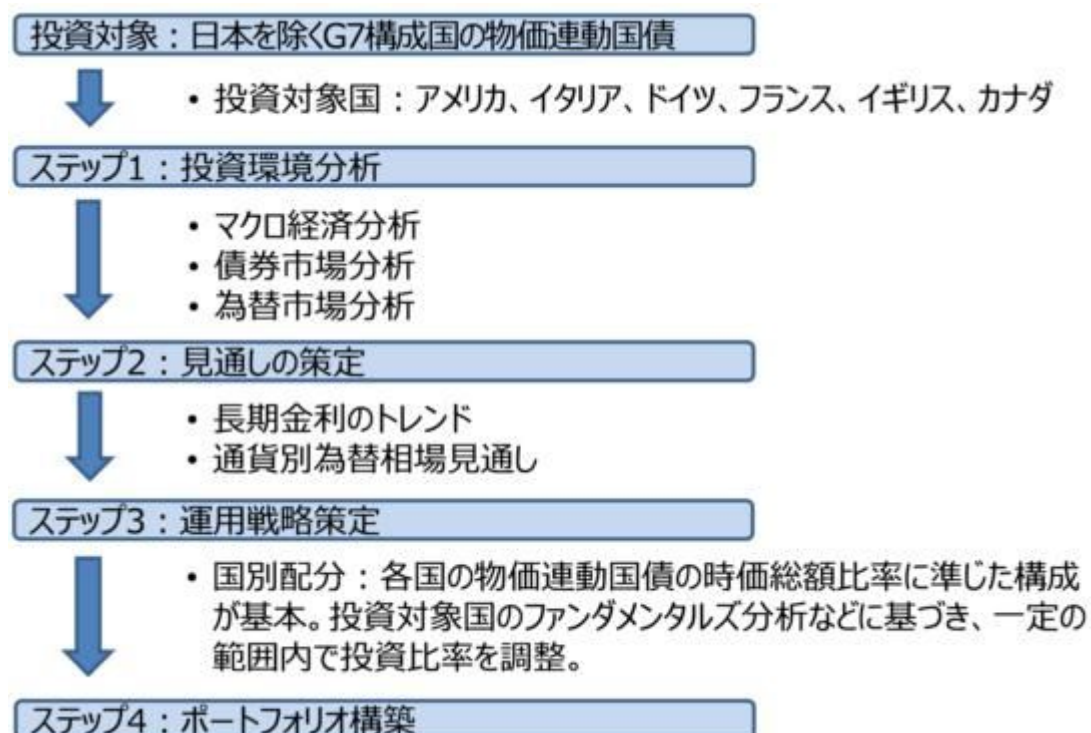 投資対象：日本を除くG7構成国の物価連動国債
• 投資対象国：アメリカ、イタリア、ドイツ、フランス、イギリス、カナダ
ステップ1：投資環境分析
• マクロ経済分析
• 債券市場分析
• 為替市場分析
ステップ2：見通しの策定
• 長期金利のトレンド
• 通貨別為替相場見通し
ステップ3：運用戦略策定
• 国別配分：各国の物価連動国債の時価総額比率に準じた構成
が基本。投資対象国のファンダメンタルズ分析などに基づき、一定の
範囲内で投資比率を調整。
ステップ4：ポートフォリオ構築